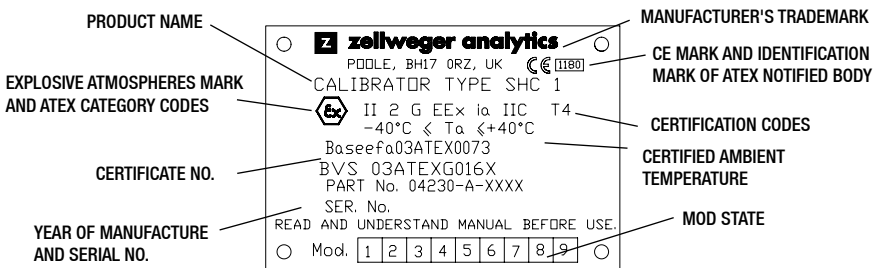 PRODUCT NAME
MANUFACTURER'S TRADEMARK
z zellweger analytics
POOLE, BH17 0RZ, UK CE 1180
CE MARK AND IDENTIFICATION
MARK OF ATEX NOTIFIED BODY
CALIBRATOR TYPE SHC 1
EXPLOSIVE ATMOSPHERES MARK
AND ATEX CATEGORY CODES
Ex II 2 G EEx ia IIC T4
-40°C ≤ Ta ≤+40°C
CERTIFICATION CODES
Baseefa03ATEX0073
CERTIFIED AMBIENT
TEMPERATURE
CERTIFICATE NO.
BVS 03ATEXG016X
PART No. 04230-A-XXXX
SER. No.
YEAR OF MANUFACTURE
AND SERIAL NO.
READ AND UNDERSTAND MANUAL BEFORE USE.
MOD STATE
Mod. 1 2 3 4 5 6 7 8 9